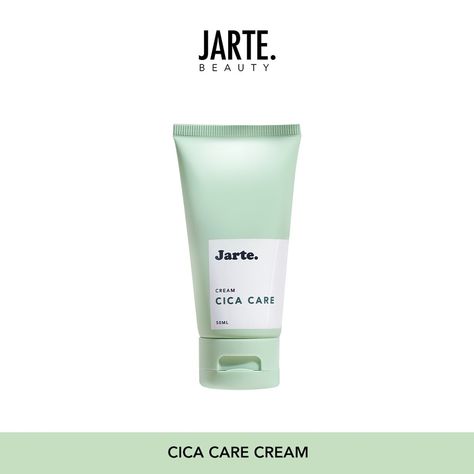 JARTE.
BEAUTY
Jarte.
CREAM
CICA CARE
50ML
CICA CARE CREAM